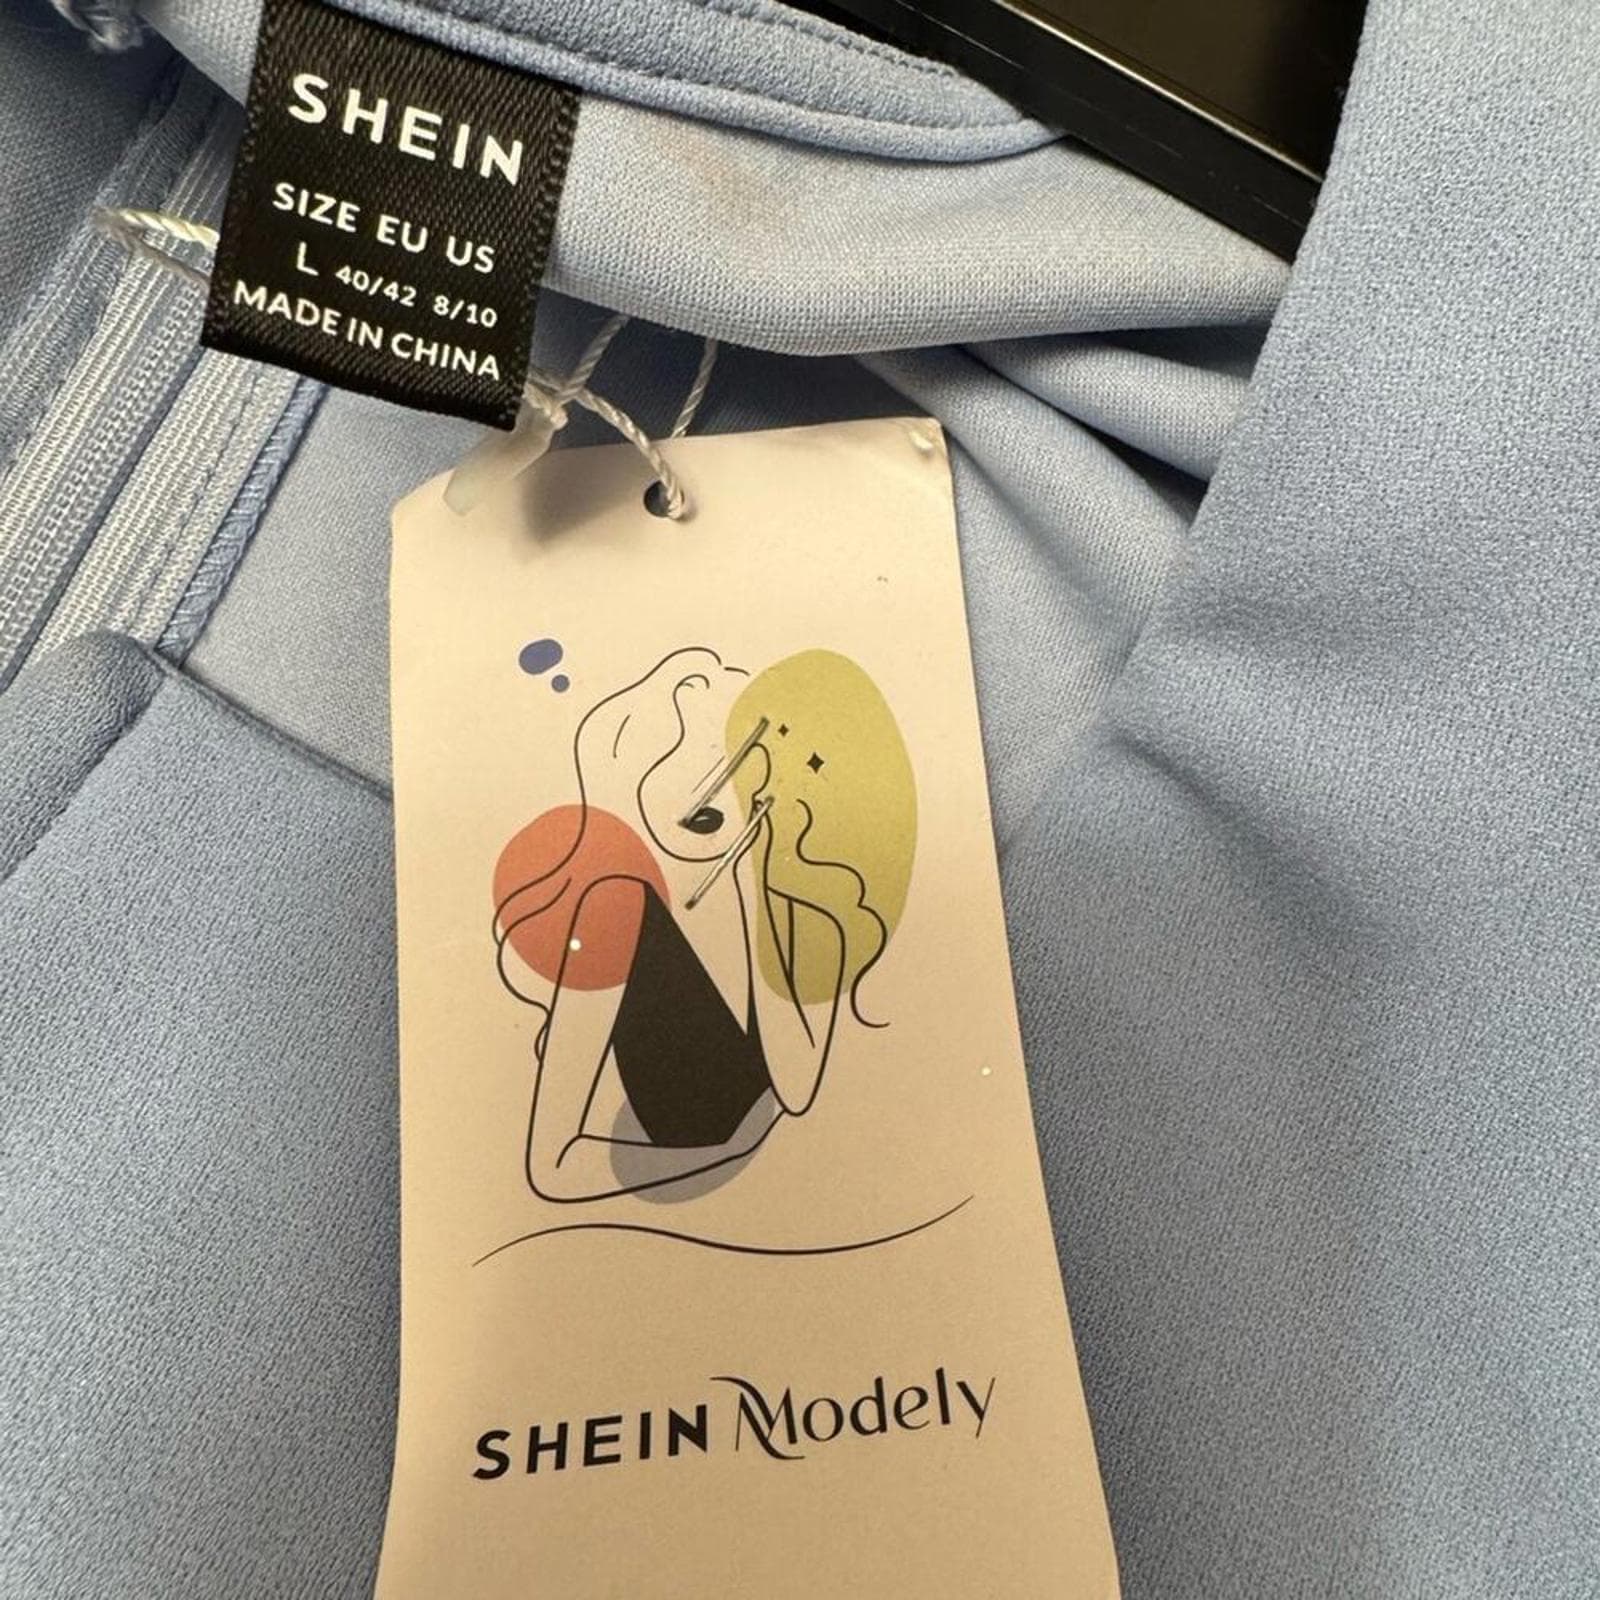 SHEIN
SIZE EU US
L 40/42 8/10
MADE IN CHINA
SHEIN Modely